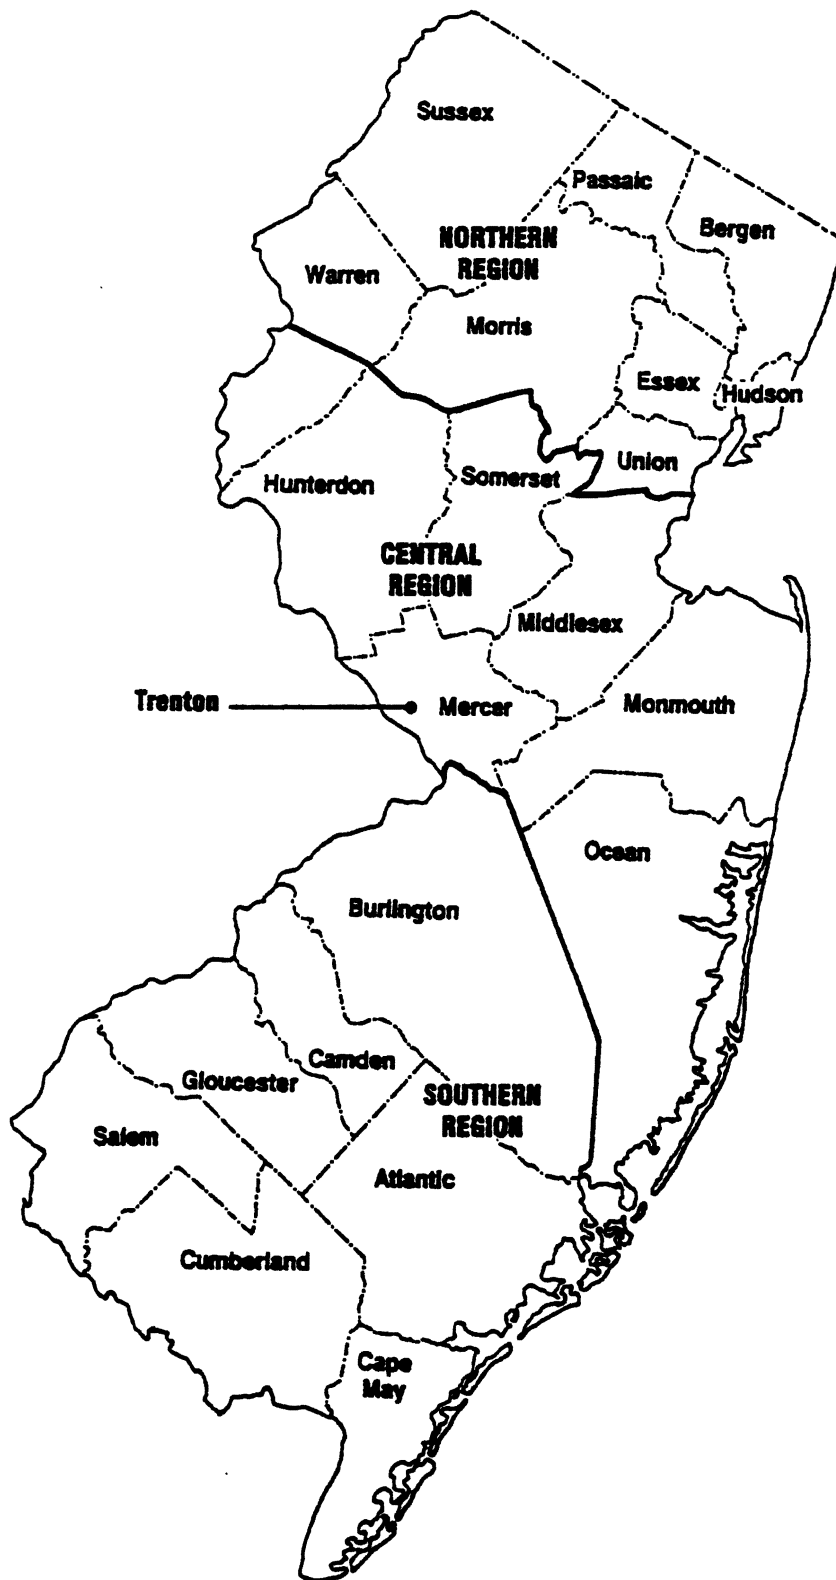 Sussex
Passaic
Bergen
NORTHERN
REGION
Warren
Morris
Essex
Hudson
Union
Somerset
Hunterdon
CENTRAL
REGION
Middlesex
Trenton
Mercer
Monmouth
Ocean
Burlington
Camden
Gloucester
SOUTHERN
REGION
Salem
Atlantic
Cumberland
Cape
May